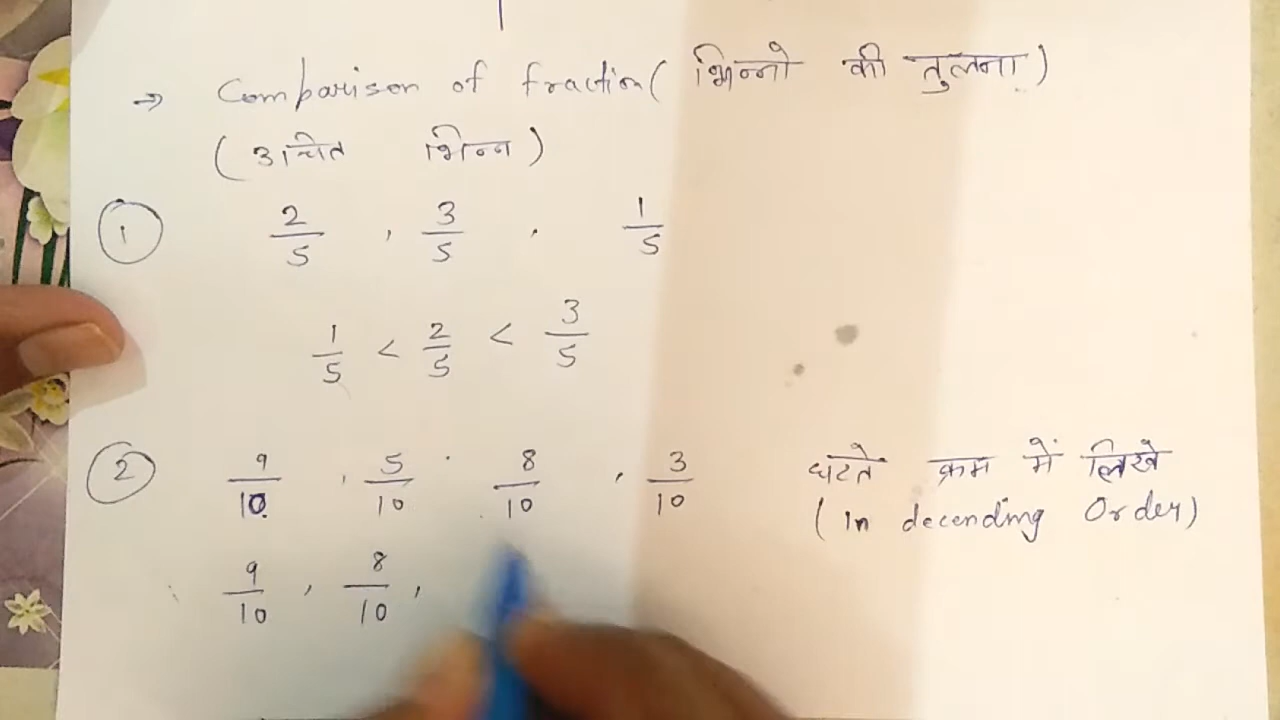 → Comparison of fraction ( भिन्नो की तुलना )
( उचित भिन्न )
1 2/5 , 3/5 , 1/5
1/5 < 2/5 < 3/5
2 9/10 , 5/10 , 8/10 , 3/10 घटते क्रम में लिखे
( In decending Order)
9/10 , 8/10 ,